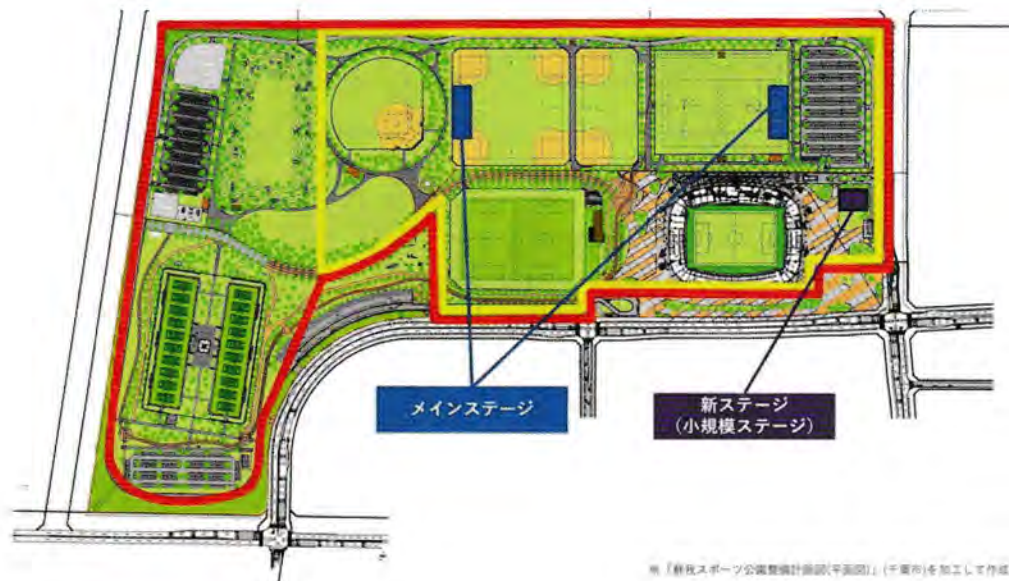 メインステージ
新ステージ
(小規模ステージ)
※「蘇我スポーツ公園整備計画図(平面図)」(千葉市)を加工して作成